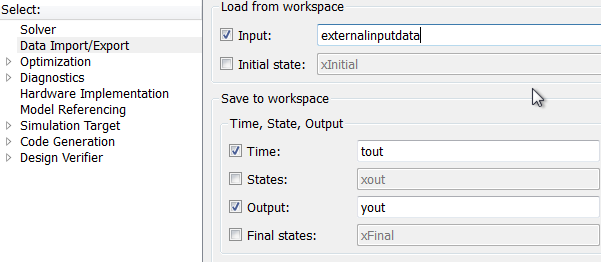 Select:
Solver
Data Import/Export
Optimization
Diagnostics
Hardware Implementation
Model Referencing
Simulation Target
Code Generation
Design Verifier
Load from workspace
Input: externalinputdata
Initial state: xInitial
Save to workspace
Time, State, Output
Time: tout
States: xout
Output: yout
Final states: xFinal